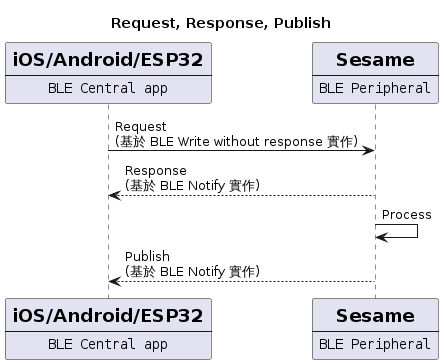 Request, Response, Publish
iOS/Android/ESP32
BLE Central app
Sesame
BLE Peripheral
Request
(基於 BLE Write without response 實作)
Response
(基於 BLE Notify 實作)
Process
Publish
(基於 BLE Notify 實作)
iOS/Android/ESP32
BLE Central app
Sesame
BLE Peripheral